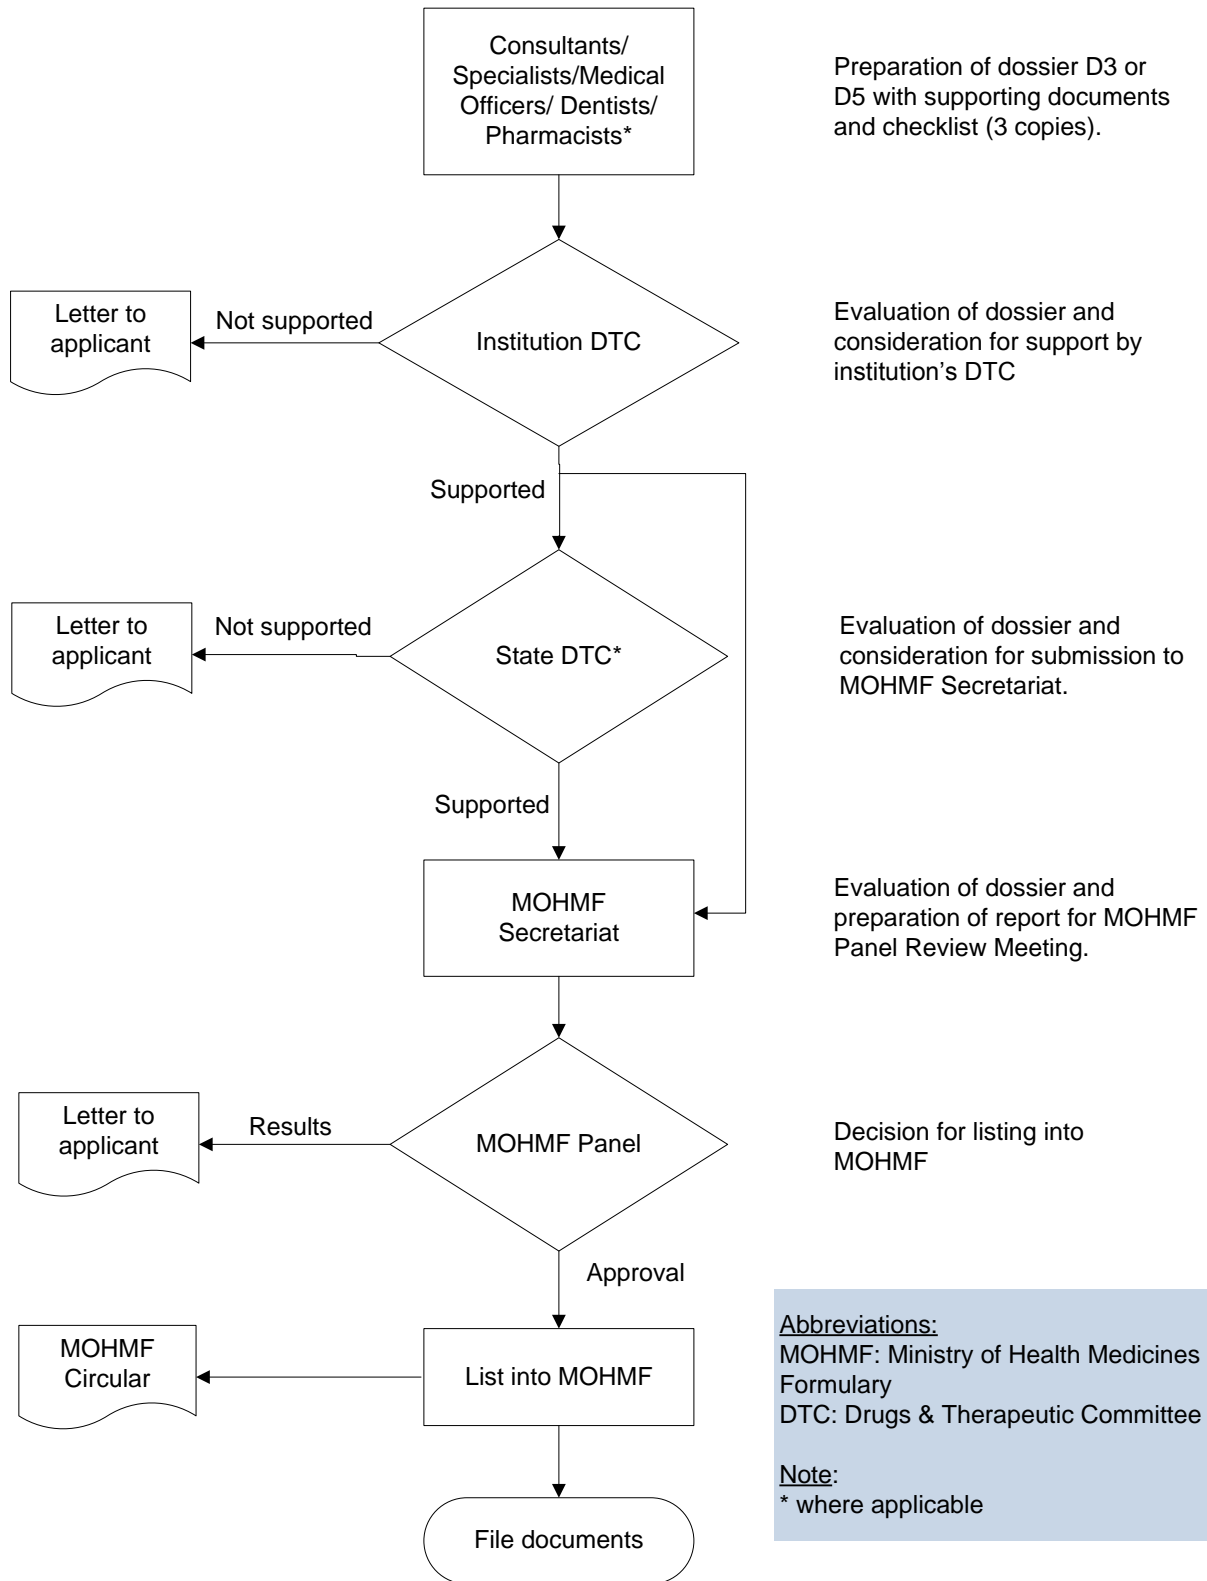 Consultants/
Specialists/Medical
Officers/ Dentists/
Pharmacists*
Preparation of dossier D3 or
D5 with supporting documents
and checklist (3 copies).
Letter to
applicant
Not supported
Institution DTC
Evaluation of dossier and
consideration for support by
institution’s DTC
Supported
Letter to
applicant
Not supported
State DTC*
Evaluation of dossier and
consideration for submission to
MOHMF Secretariat.
Supported
MOHMF
Secretariat
Evaluation of dossier and
preparation of report for MOHMF
Panel Review Meeting.
Letter to
applicant
Results
MOHMF Panel
Decision for listing into
MOHMF
Approval
MOHMF
Circular
List into MOHMF
Abbreviations:
MOHMF: Ministry of Health Medicines
Formulary
DTC: Drugs & Therapeutic Committee
Note:
* where applicable
File documents